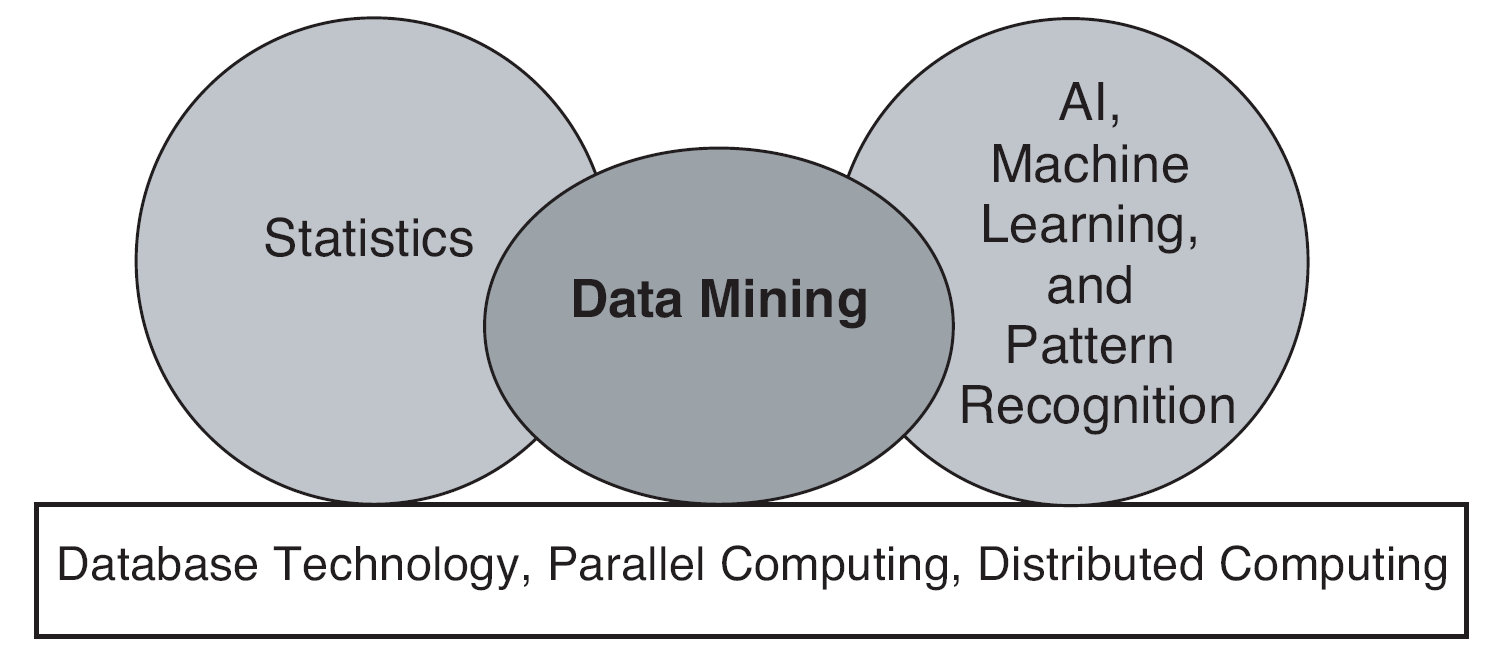 Statistics
Data Mining
AI,
Machine
Learning,
and
Pattern
Recognition
Database Technology, Parallel Computing, Distributed Computing